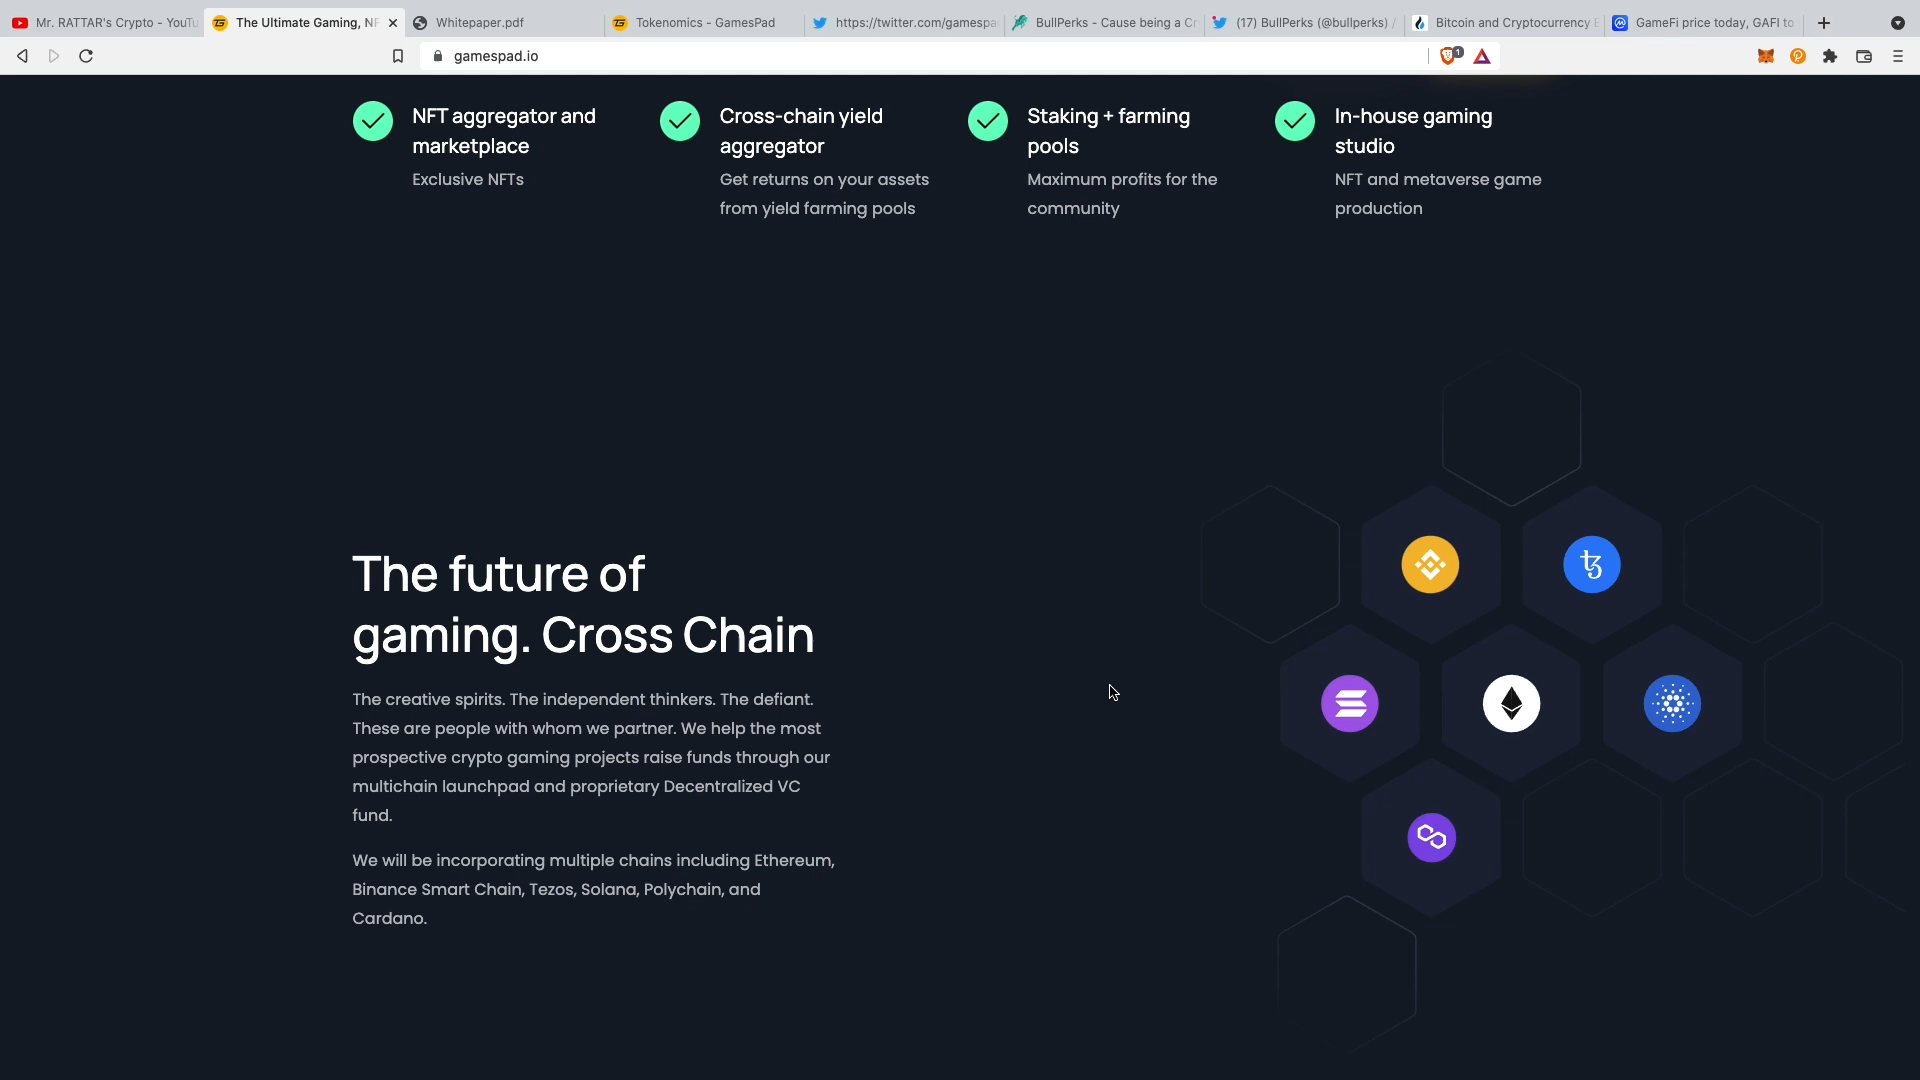 Mr. RATTAR's Crypto - YouTu
The Ultimate Gaming, NF
Whitepaper.pdf
Tokenomics - GamesPad
https://twitter.com/gamespa
BullPerks - Cause being a Cr
(17) BullPerks (@bullperks) /
Bitcoin and Cryptocurrency E
GameFi price today, GAFI to
gamespad.io
1
NFT aggregator and
marketplace
Exclusive NFTs
Cross-chain yield
aggregator
Get returns on your assets
from yield farming pools
Staking + farming
pools
Maximum profits for the
community
In-house gaming
studio
NFT and metaverse game
production
The future of
gaming. Cross Chain
The creative spirits. The independent thinkers. The defiant.
These are people with whom we partner. We help the most
prospective crypto gaming projects raise funds through our
multichain launchpad and proprietary Decentralized VC
fund.
We will be incorporating multiple chains including Ethereum,
Binance Smart Chain, Tezos, Solana, Polychain, and
Cardano.